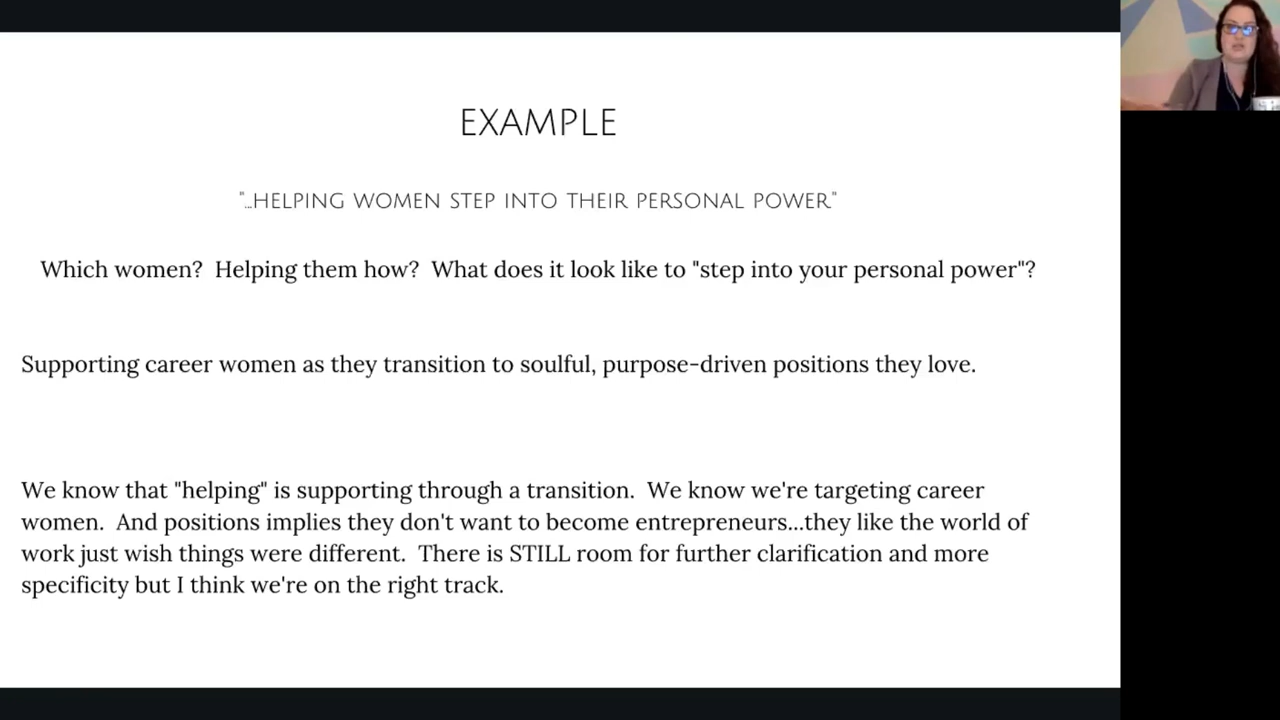 EXAMPLE
"...HELPING WOMEN STEP INTO THEIR PERSONAL POWER"
Which women?  Helping them how?  What does it look like to "step into your personal power"?
Supporting career women as they transition to soulful, purpose-driven positions they love.
We know that "helping" is supporting through a transition.  We know we're targeting career
women.  And positions implies they don't want to become entrepreneurs...they like the world of
work just wish things were different.  There is STILL room for further clarification and more
specificity but I think we're on the right track.